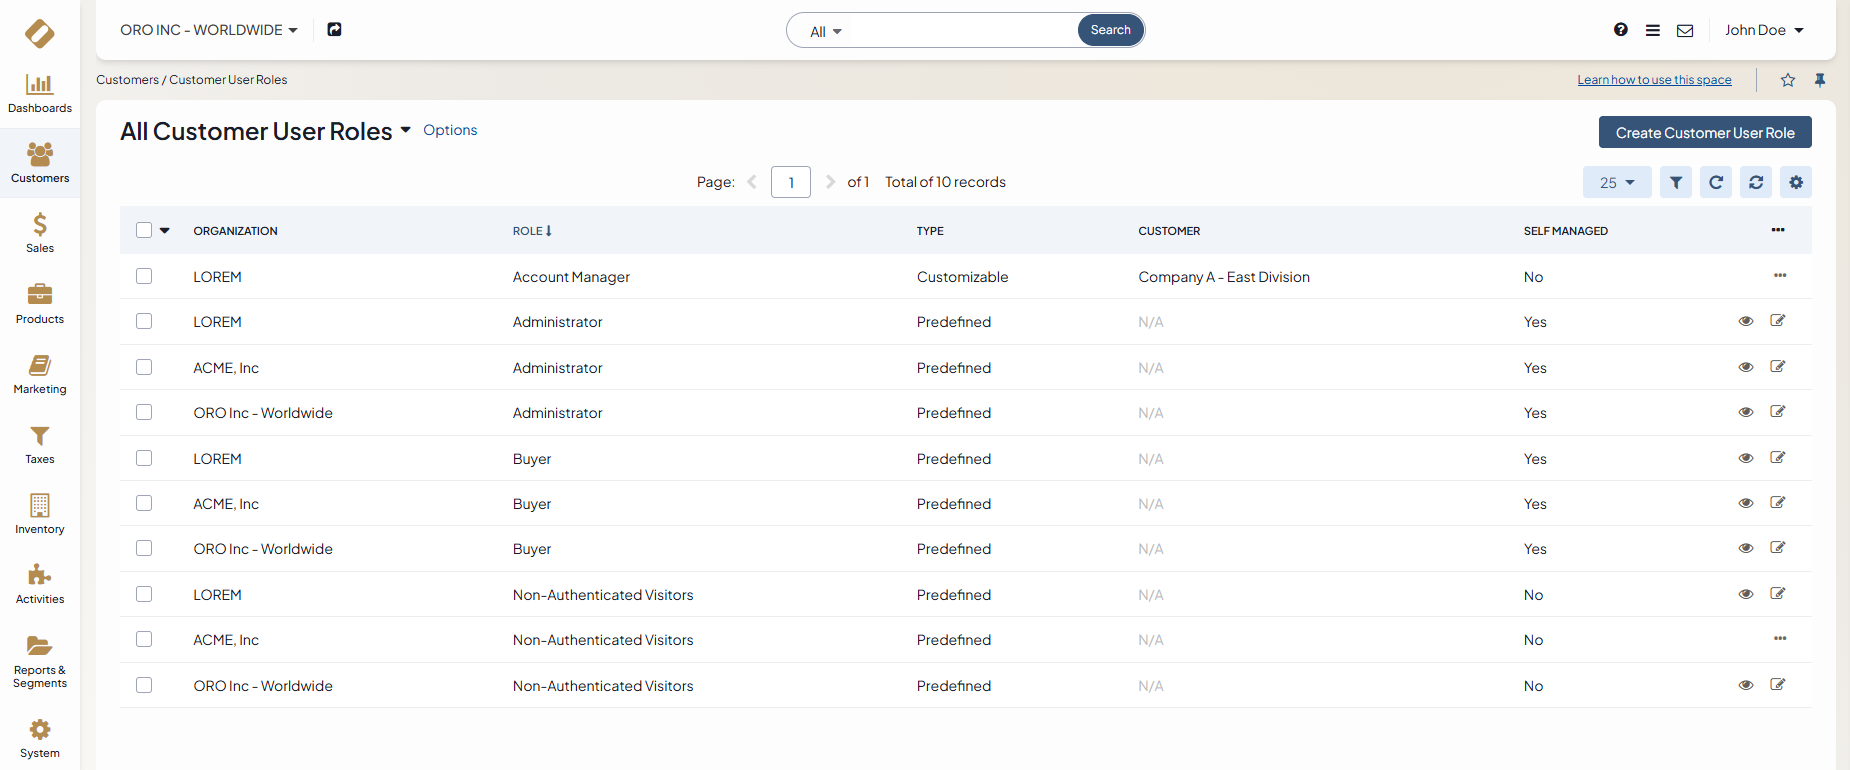 ORO INC - WORLDWIDE
All
Search
John Doe
Customers / Customer User Roles
Learn how to use this space
Dashboards
Customers
Sales
Products
Marketing
Taxes
Inventory
Activities
Reports &
Segments
System
All Customer User Roles
Options
Create Customer User Role
Page: 1 of 1 Total of 10 records
25
ORGANIZATION ROLE TYPE CUSTOMER SELF MANAGED
LOREM Account Manager Customizable Company A - East Division No
LOREM Administrator Predefined N/A Yes
ACME, Inc Administrator Predefined N/A Yes
ORO Inc - Worldwide Administrator Predefined N/A Yes
LOREM Buyer Predefined N/A Yes
ACME, Inc Buyer Predefined N/A Yes
ORO Inc - Worldwide Buyer Predefined N/A Yes
LOREM Non-Authenticated Visitors Predefined N/A No
ACME, Inc Non-Authenticated Visitors Predefined N/A No
ORO Inc - Worldwide Non-Authenticated Visitors Predefined N/A No